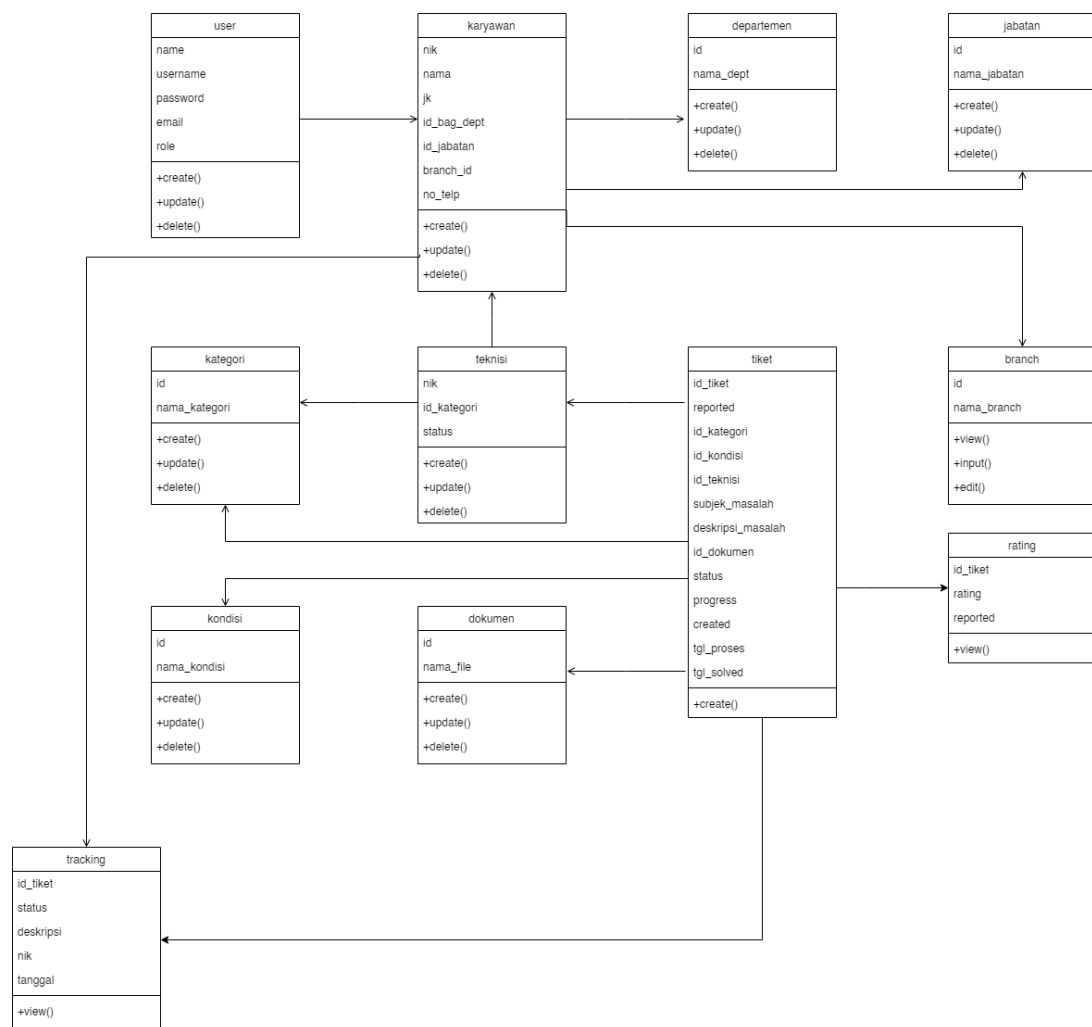 user
name
username
password
email
role
+create()
+update()
+delete()
karyawan
nik
nama
jk
id_bag_dept
id_jabatan
branch_id
no_telp
+create()
+update()
+delete()
departemen
id
nama_dept
+create()
+update()
+delete()
jabatan
id
nama_jabatan
+create()
+update()
+delete()
kategori
id
nama_kategori
+create()
+update()
+delete()
teknisi
nik
id_kategori
status
+create()
+update()
+delete()
tiket
id_tiket
reported
id_kategori
id_kondisi
id_teknisi
subjek_masalah
deskripsi_masalah
id_dokumen
status
progress
created
tgl_proses
tgl_solved
+create()
branch
id
nama_branch
+view()
+input()
+edit()
rating
id_tiket
rating
reported
+view()
kondisi
id
nama_kondisi
+create()
+update()
+delete()
dokumen
id
nama_file
+create()
+update()
+delete()
tracking
id_tiket
status
deskripsi
nik
tanggal
+view()